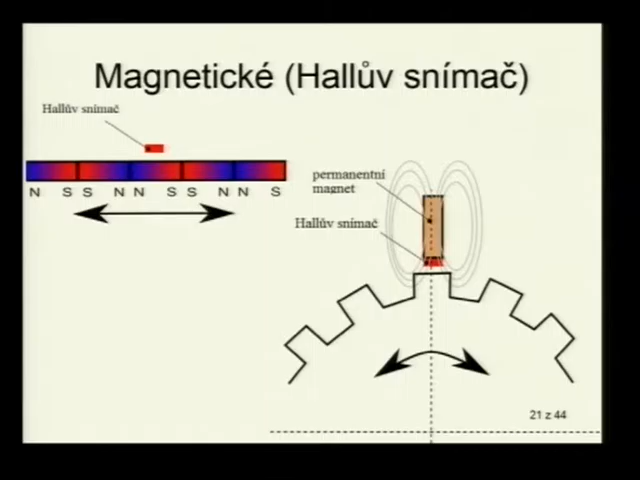 Magnetické (Hallův snímač)
Hallův snímač
N S S N N S S N N S
permanentní
magnet
Hallův snímač
21 z 44